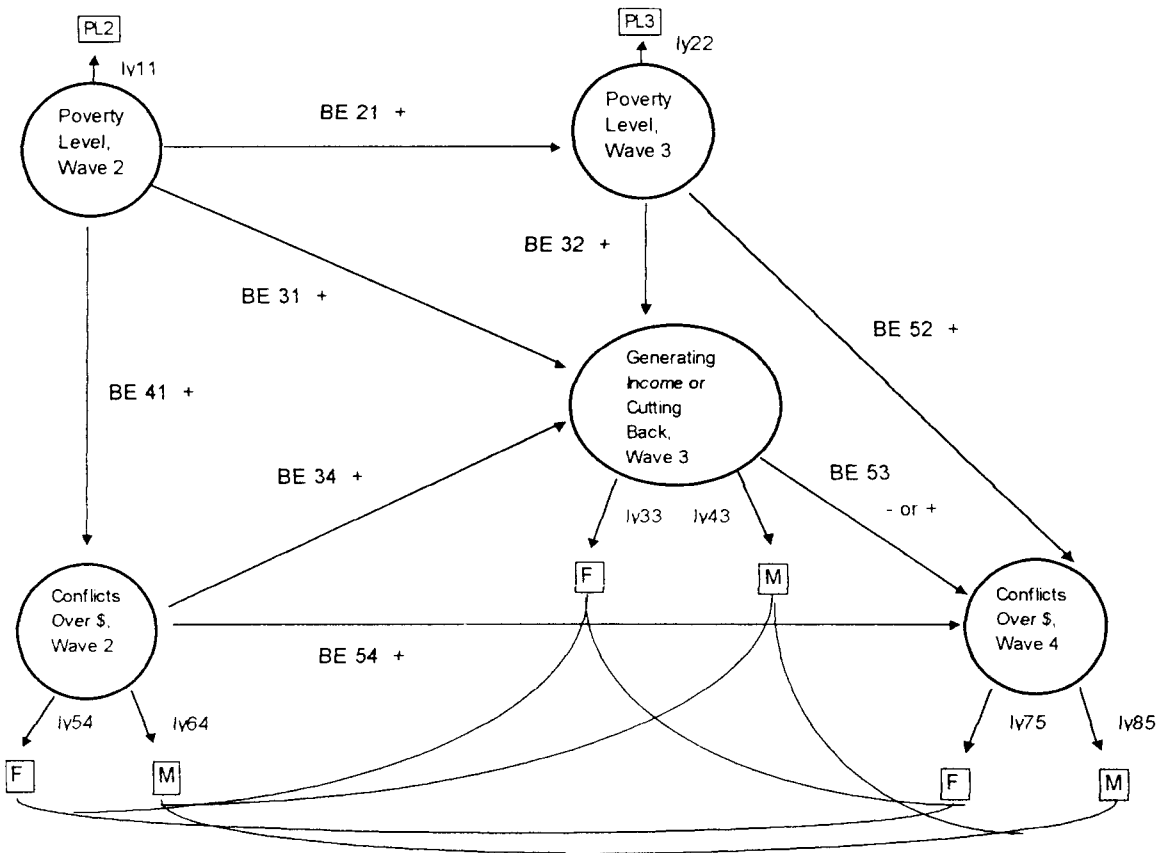 PL2
PL3
ly11
ly22
Poverty
Level,
Wave 2
BE 21 +
Poverty
Level,
Wave 3
BE 32 +
BE 31 +
BE 52 +
Generating
Income or
Cutting
Back,
Wave 3
BE 41 +
BE 34 +
BE 53
- or +
ly33
ly43
F
M
Conflicts
Over $,
Wave 2
BE 54 +
Conflicts
Over $,
Wave 4
ly54
ly64
ly75
ly85
F
M
F
M